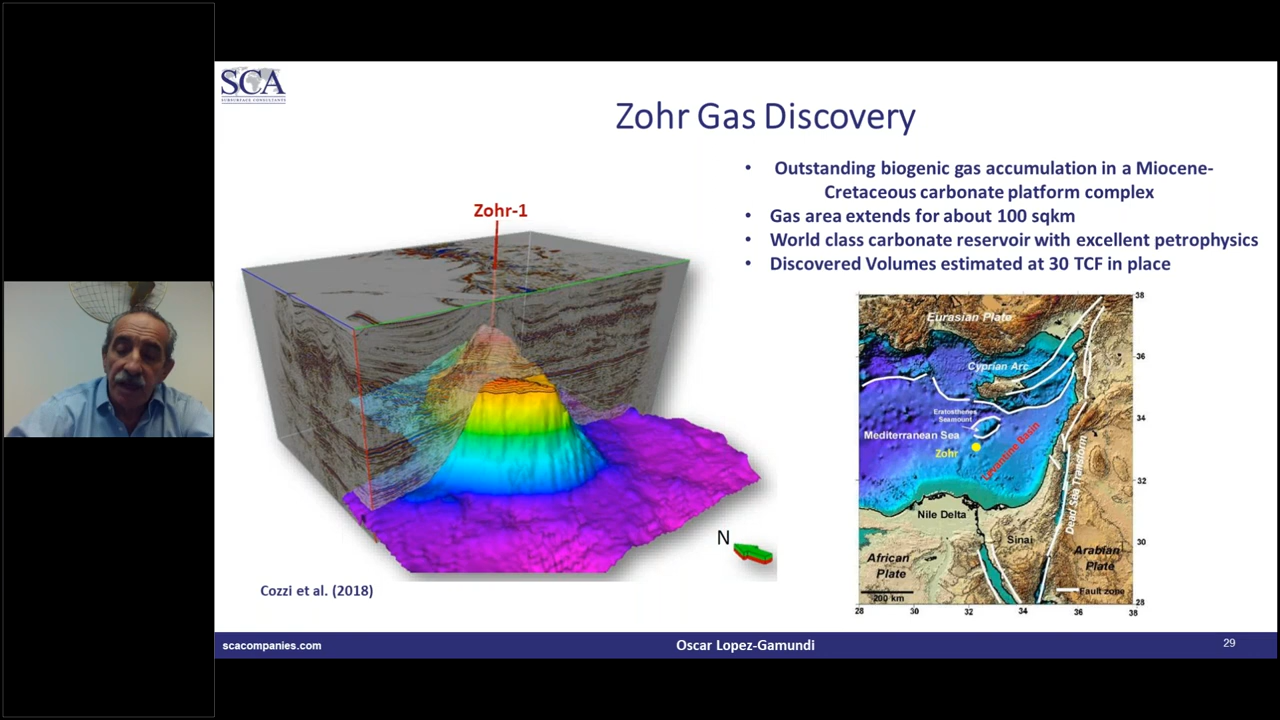 SCA
SUBSURFACE CONSULTANTS
Zohr Gas Discovery
• Outstanding biogenic gas accumulation in a Miocene-
Cretaceous carbonate platform complex
• Gas area extends for about 100 sqkm
• World class carbonate reservoir with excellent petrophysics
• Discovered Volumes estimated at 30 TCF in place
Zohr-1
N
Cozzi et al. (2018)
Eurasian Plate
Cyprian Arc
Eratosthenes
Seamount
Mediterranean Sea
Zohr
Levantine Basin
Dead Sea Transform
Nile Delta
Sinai
African
Plate
Arabian
Plate
200 km
Fault zone
38
36
34
32
30
28
28
30
32
34
36
38
scacompanies.com
Oscar Lopez-Gamundi
29